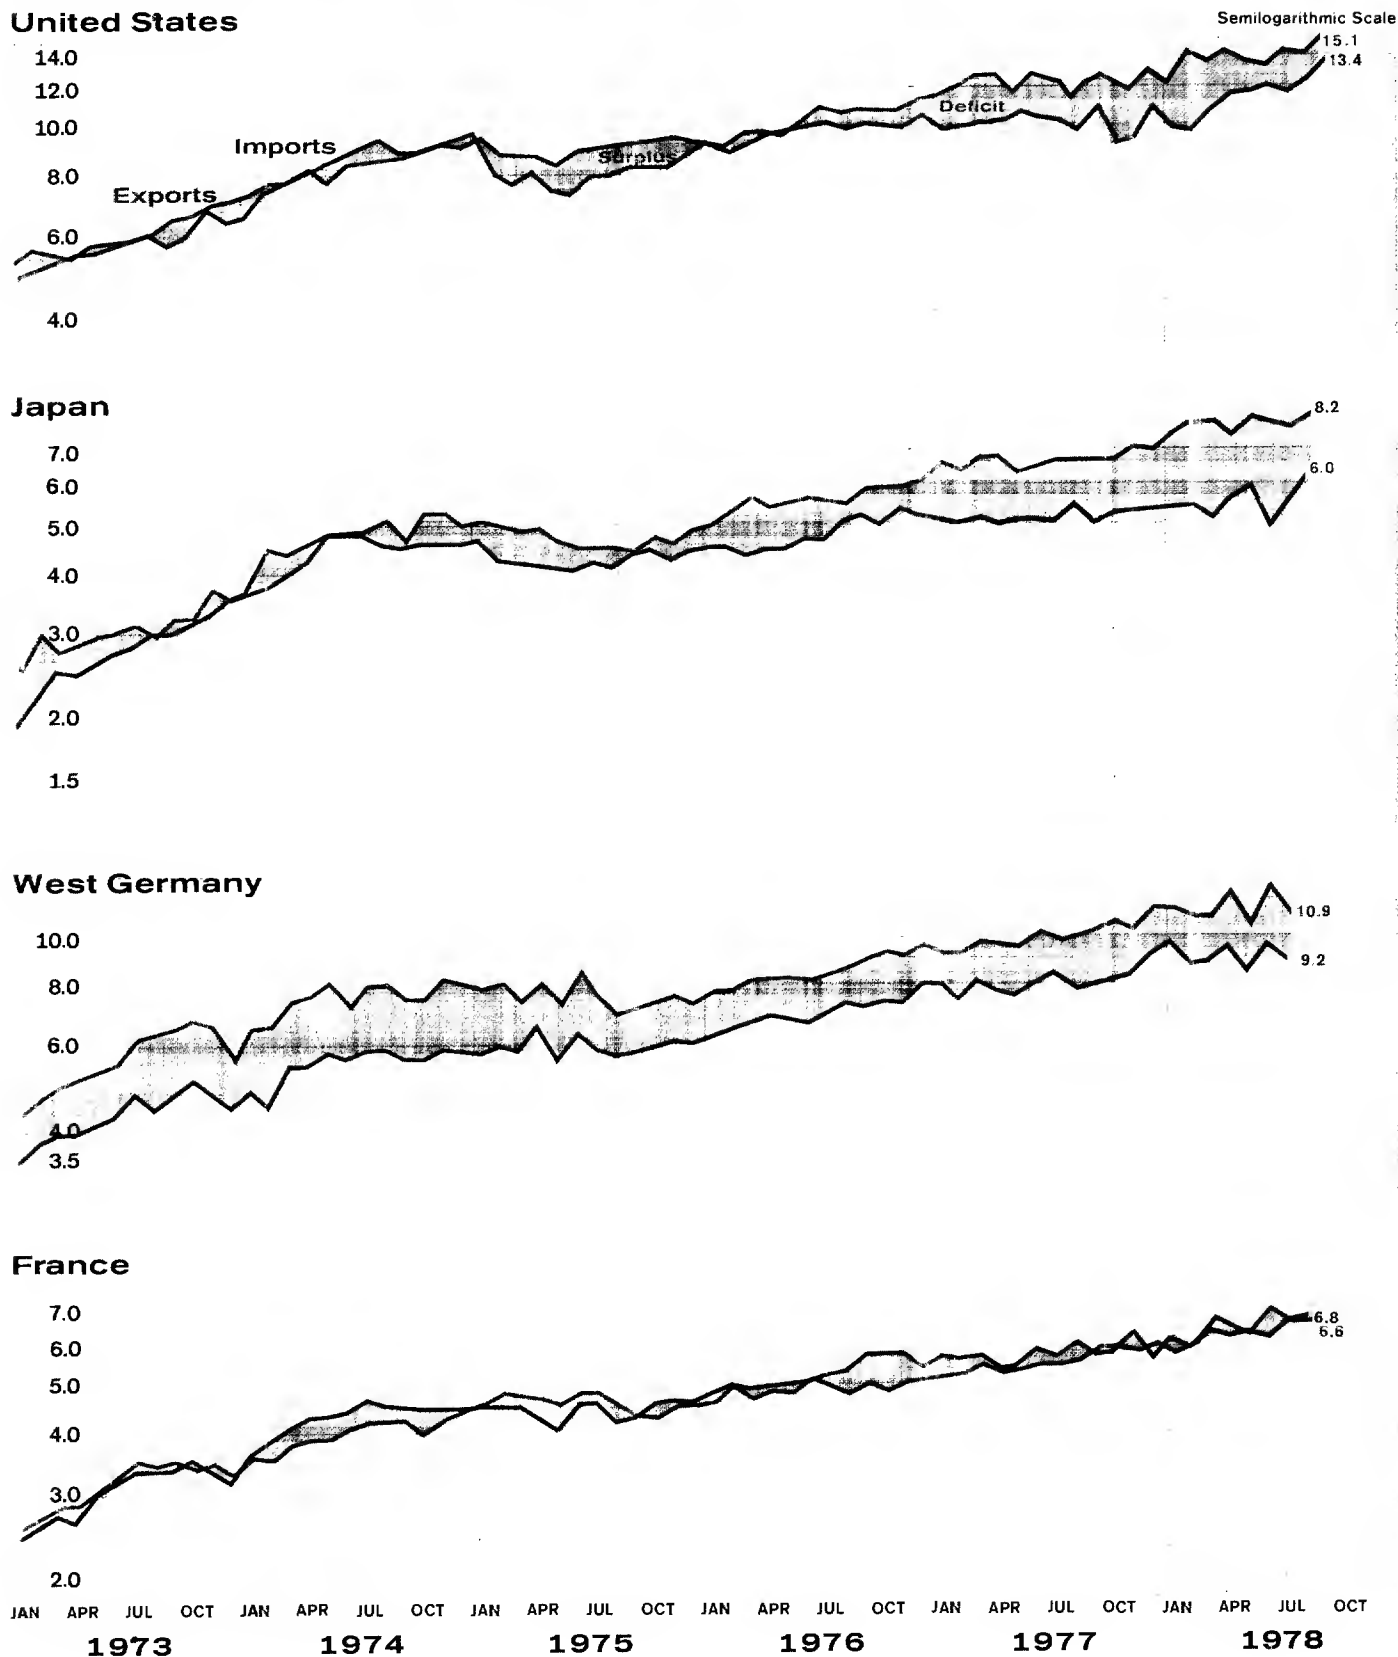 United States
Semilogarithmic Scale
15.1
14.0
13.4
12.0
Deficit
10.0
Imports
Surplus
8.0
Exports
6.0
4.0
Japan
8.2
7.0
6.0
6.0
5.0
4.0
3.0
2.0
1.5
West Germany
10.9
10.0
9.2
8.0
6.0
4.0
3.5
France
7.0
6.8
6.6
6.0
5.0
4.0
3.0
2.0
JAN APR JUL OCT JAN APR JUL OCT JAN APR JUL OCT JAN APR JUL OCT JAN APR JUL OCT JAN APR JUL OCT
1973 1974 1975 1976 1977 1978